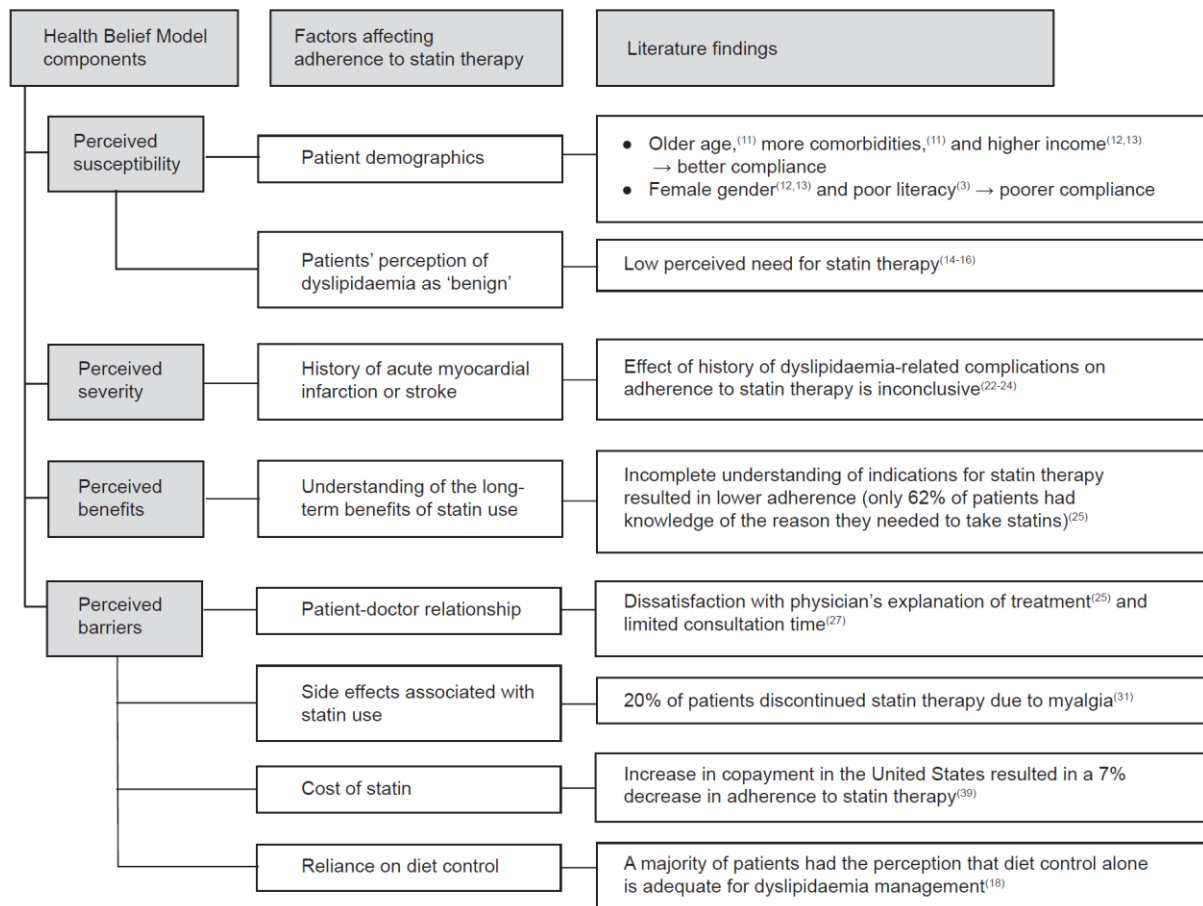 Health Belief Model
components
Factors affecting
adherence to statin therapy
Literature findings
Perceived
susceptibility
Patient demographics
● Older age,(11) more comorbidities,(11) and higher income(12,13)
→ better compliance
● Female gender(12,13) and poor literacy(3) → poorer compliance
Patients' perception of
dyslipidaemia as 'benign'
Low perceived need for statin therapy(14-16)
Perceived
severity
History of acute myocardial
infarction or stroke
Effect of history of dyslipidaemia-related complications on
adherence to statin therapy is inconclusive(22-24)
Perceived
benefits
Understanding of the long-
term benefits of statin use
Incomplete understanding of indications for statin therapy
resulted in lower adherence (only 62% of patients had
knowledge of the reason they needed to take statins)(25)
Perceived
barriers
Patient-doctor relationship
Dissatisfaction with physician's explanation of treatment(25) and
limited consultation time(27)
Side effects associated with
statin use
20% of patients discontinued statin therapy due to myalgia(31)
Cost of statin
Increase in copayment in the United States resulted in a 7%
decrease in adherence to statin therapy(39)
Reliance on diet control
A majority of patients had the perception that diet control alone
is adequate for dyslipidaemia management(18)